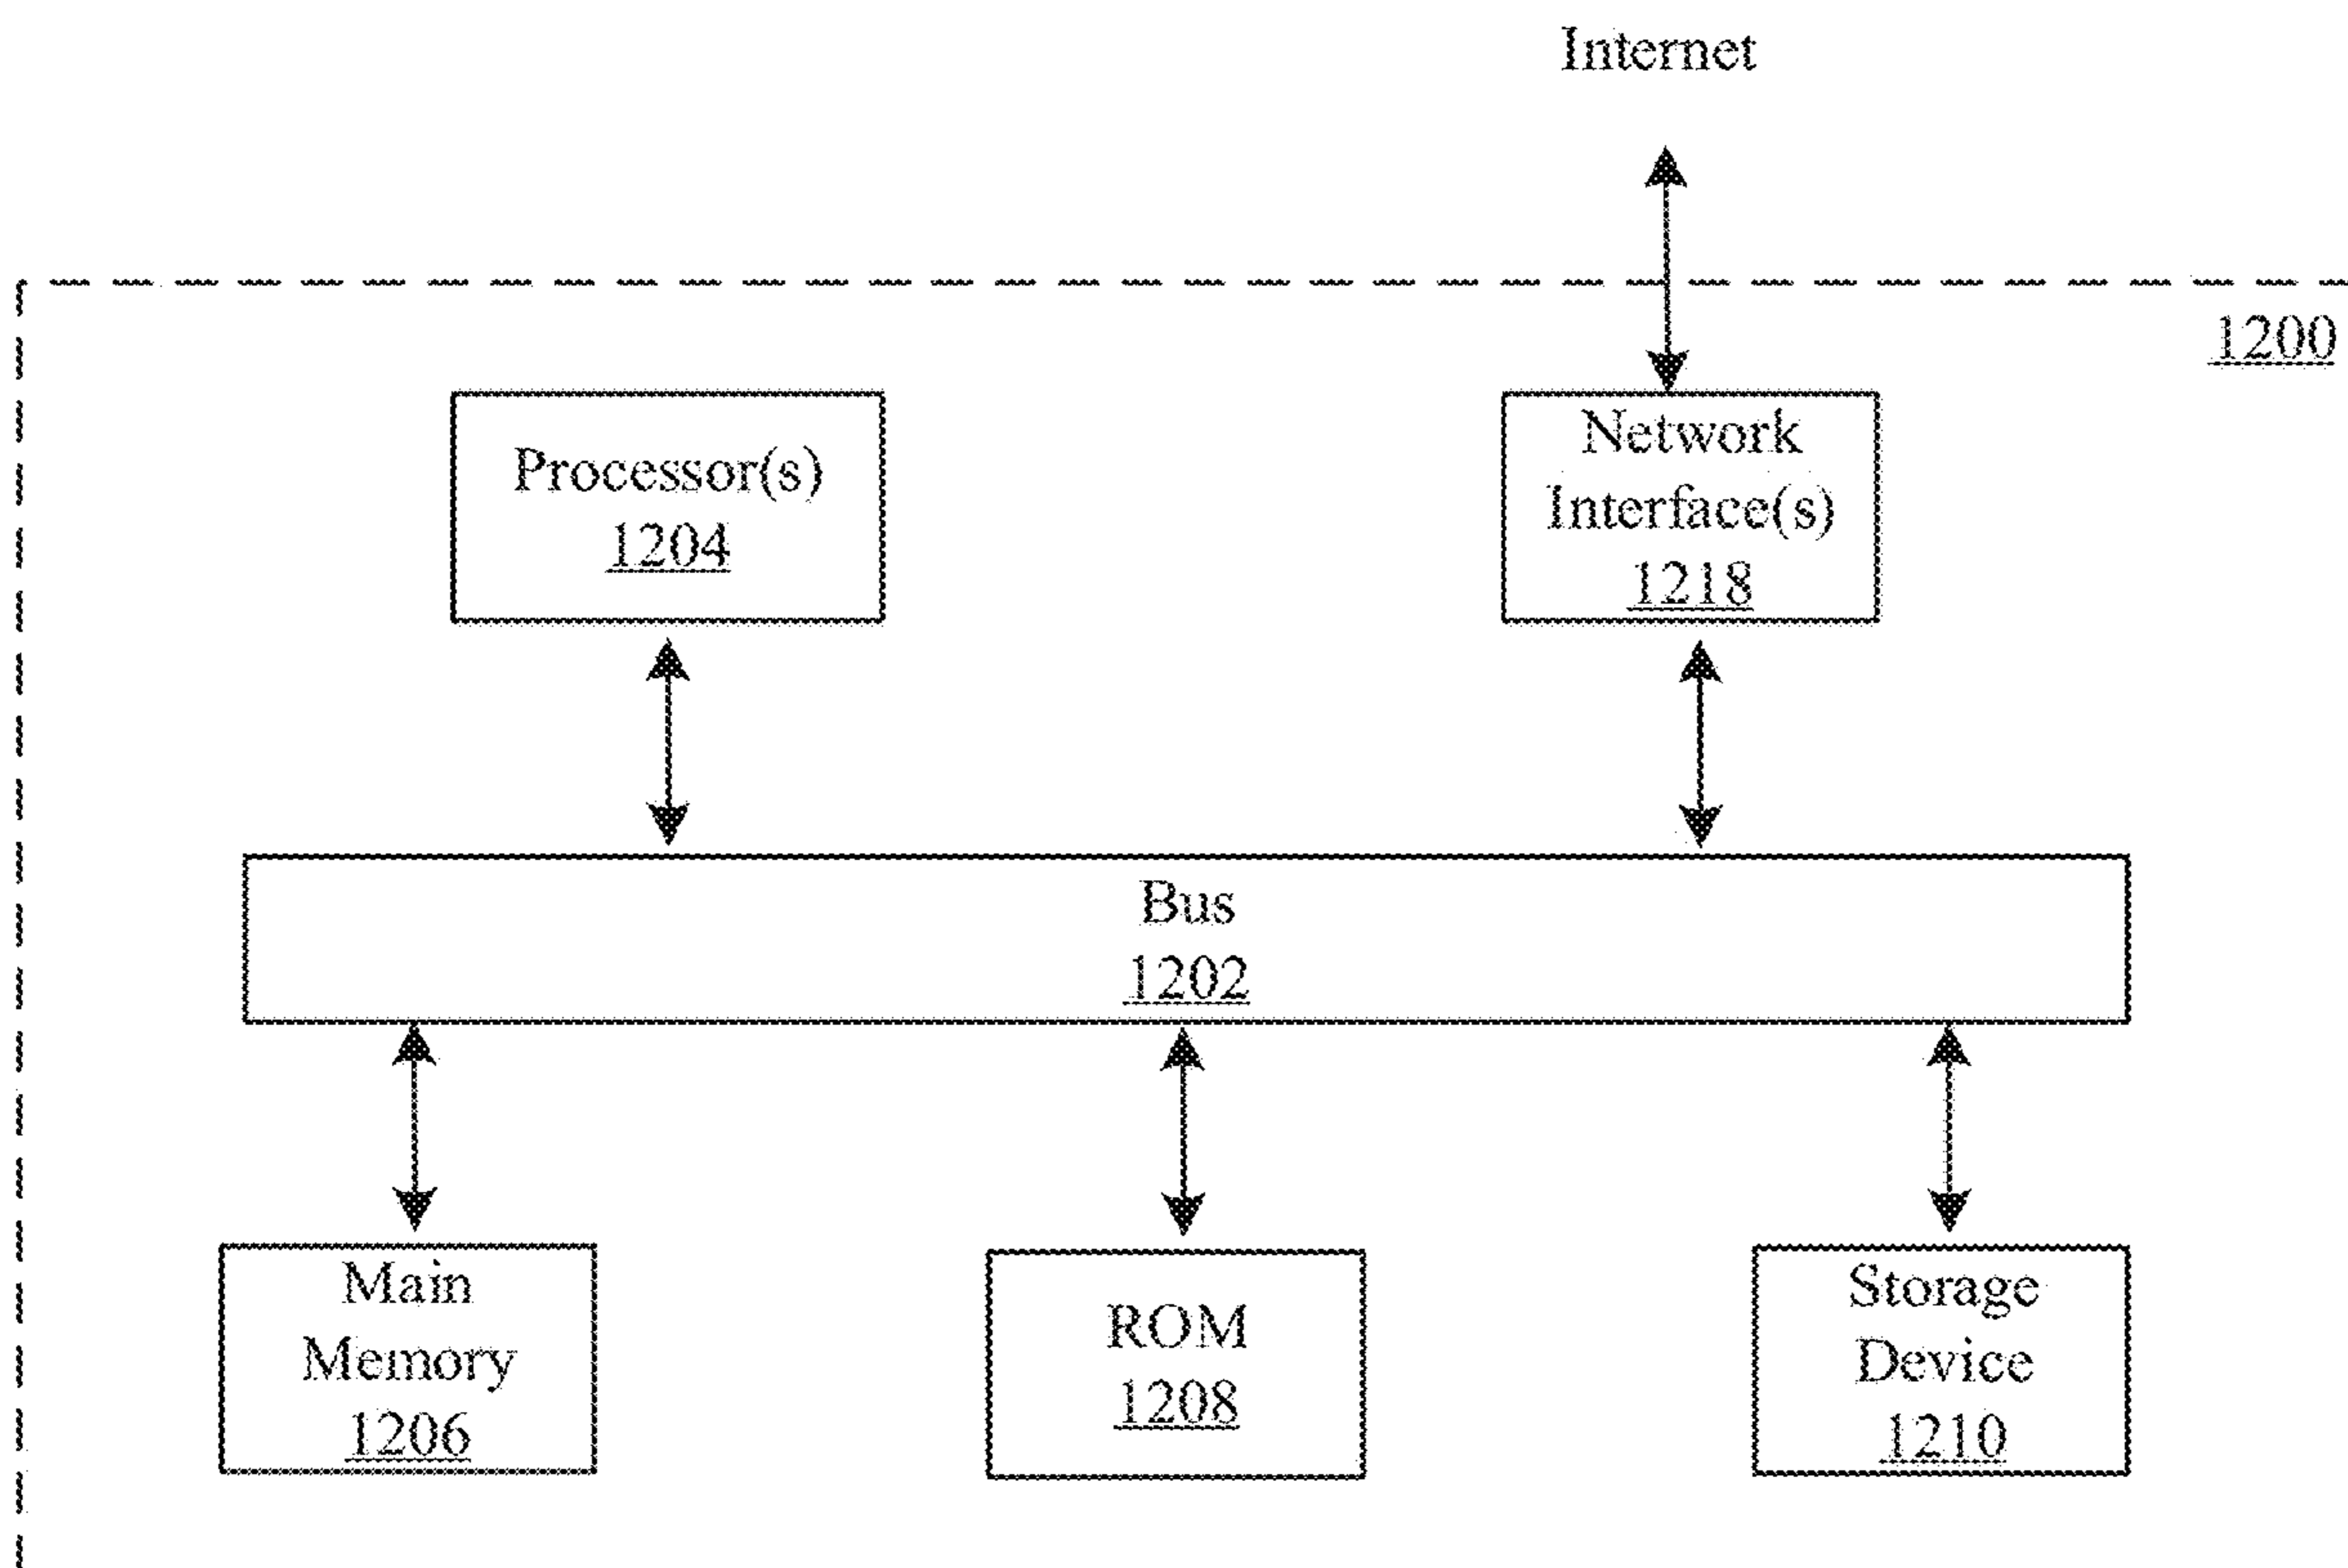 Internet
1200
Processor(s)
1204
Network
Interface(s)
1218
Bus
1202
Main
Memory
1206
ROM
1208
Storage
Device
1210